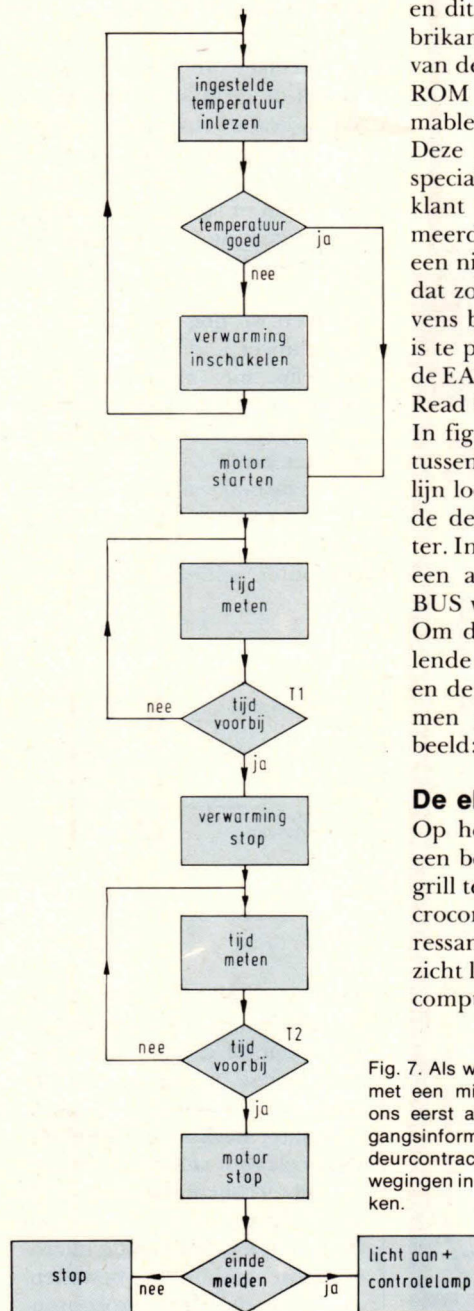 ingestelde
temperatuur
inlezen
temperatuur
goed
ja
nee
verwarming
inschakelen
motor
starten
tijd
meten
tijd
voorbij
T1
nee
ja
verwarming
stop
tijd
meten
tijd
voorbij
T2
nee
ja
motor
stop
einde
melden
nee
ja
stop
licht aan +
controlelamp
en dit
brikan
van de
ROM
mable
Deze
specia
klant
meerd
een ni
dat zo
vens b
is te p
de EA
Read
In fig
tussen
lijn lo
de de
ter. In
een a
BUS
Om d
lende
en de
men
beeld:
De el
Op he
een be
grill te
crocon
ressan
zicht l
compu
Fig. 7. Als w
met een mi
ons eerst a
gangsinform
deurcontrac
wegingen in
ken.